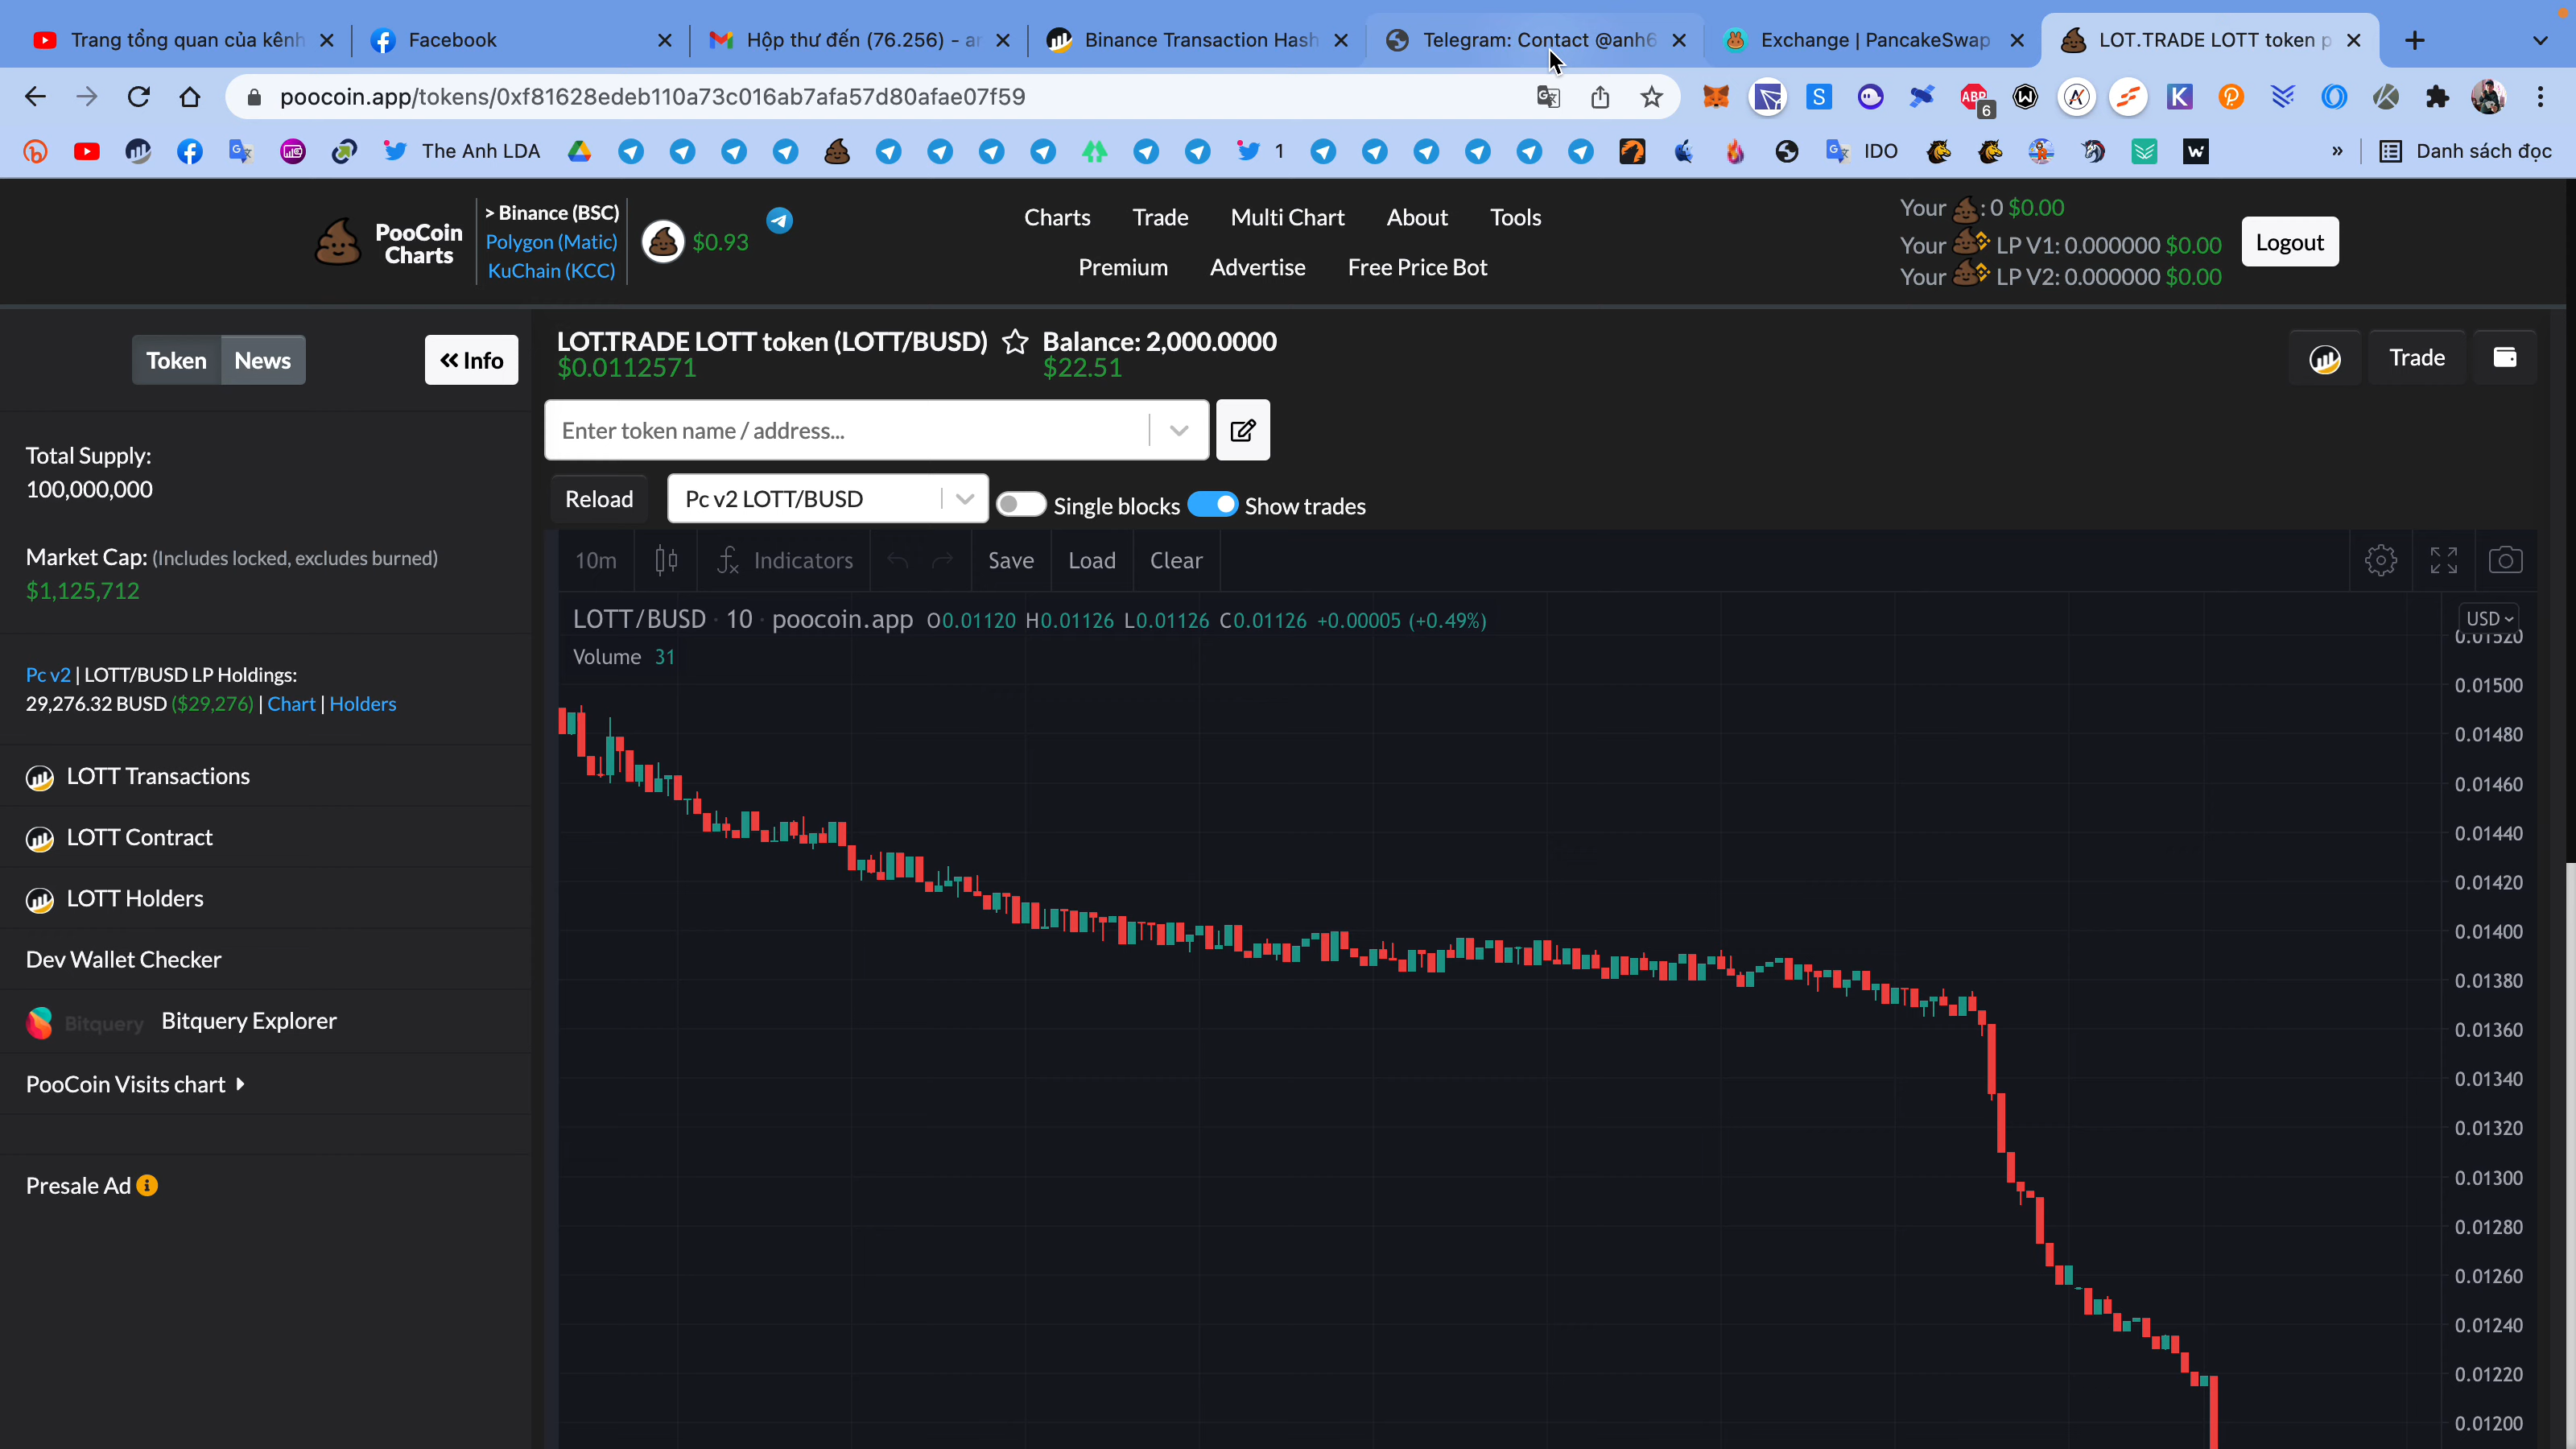 Trang tổng quan của kênh
Facebook
Hộp thư đến (76.256) - ar
Binance Transaction Hash
Telegram: Contact @anh6
Exchange | PancakeSwap
LOT.TRADE LOTT token p
poocoin.app/tokens/0xf81628edeb110a73c016ab7afa57d80afae07f59
ABP
6
The Anh LDA
1
IDO
»
Danh sách đọc
PooCoin
Charts
> Binance (BSC)
Polygon (Matic)
KuChain (KCC)
$0.93
Charts
Trade
Multi Chart
About
Tools
Premium
Advertise
Free Price Bot
Your : 0 $0.00
Your LP V1: 0.000000 $0.00
Your LP V2: 0.000000 $0.00
Logout
Token
News
« Info
LOT.TRADE LOTT token (LOTT/BUSD)
$0.0112571
Balance: 2,000.0000
$22.51
Trade
Enter token name / address...
Reload
Pc v2 LOTT/BUSD
Single blocks
Show trades
Total Supply:
100,000,000
Market Cap: (Includes locked, excludes burned)
$1,125,712
Pc v2 | LOTT/BUSD LP Holdings:
29,276.32 BUSD ($29,276) | Chart | Holders
LOTT Transactions
LOTT Contract
LOTT Holders
Dev Wallet Checker
Bitquery
Bitquery Explorer
PooCoin Visits chart
Presale Ad
10m
Indicators
Save
Load
Clear
LOTT/BUSD · 10 · poocoin.app O0.01120 H0.01126 L0.01126 C0.01126 +0.00005 (+0.49%)
Volume 31
USD
0.01520
0.01500
0.01480
0.01460
0.01440
0.01420
0.01400
0.01380
0.01360
0.01340
0.01320
0.01300
0.01280
0.01260
0.01240
0.01220
0.01200